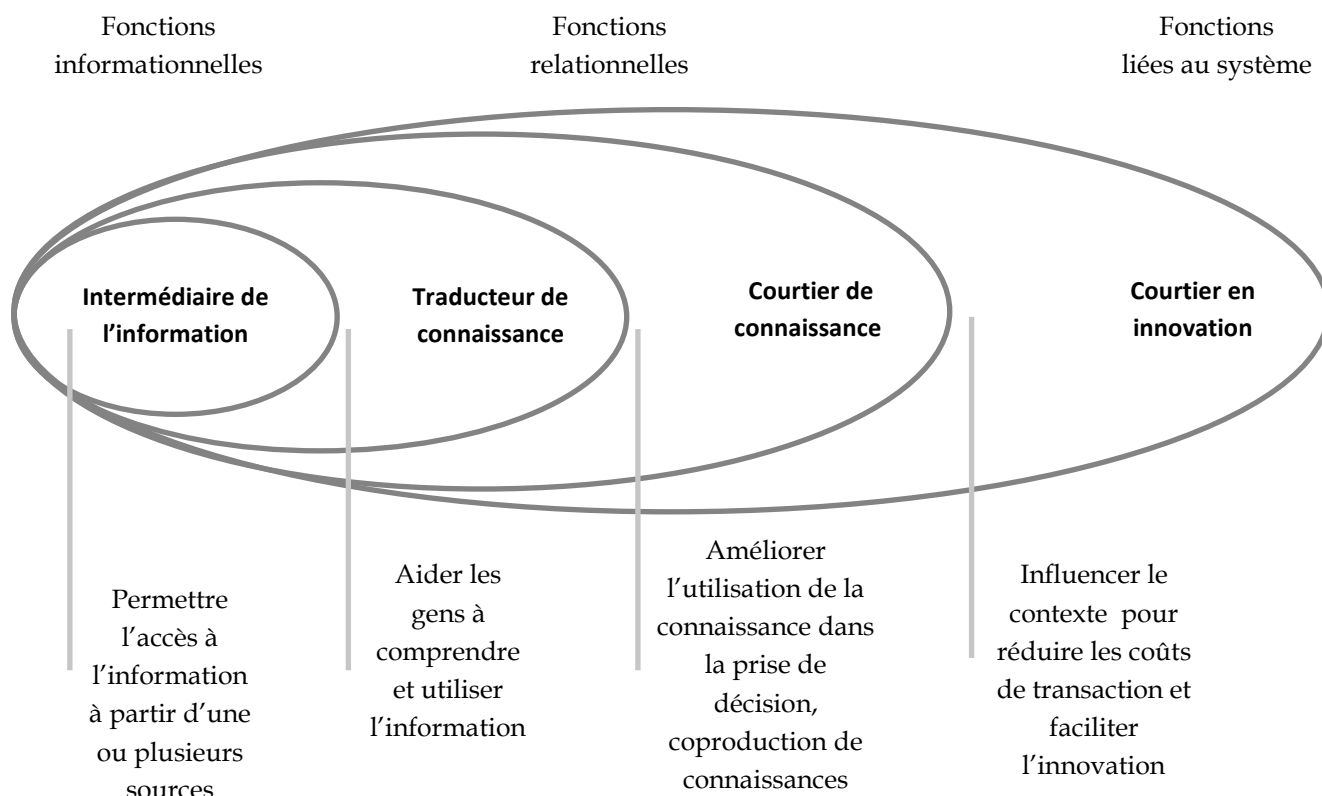 Fonctions
informationnelles
Fonctions
relationnelles
Fonctions
liées au système
Intermédiaire de
l’information
Traducteur de
connaissance
Courtier de
connaissance
Courtier en
innovation
Permettre
l’accès à
l’information
à partir d’une
ou plusieurs
sources
Aider les
gens à
comprendre
et utiliser
l’information
Améliorer
l’utilisation de la
connaissance dans
la prise de
décision,
coproduction de
connaissances
Influencer le
contexte pour
réduire les coûts
de transaction et
faciliter
l’innovation